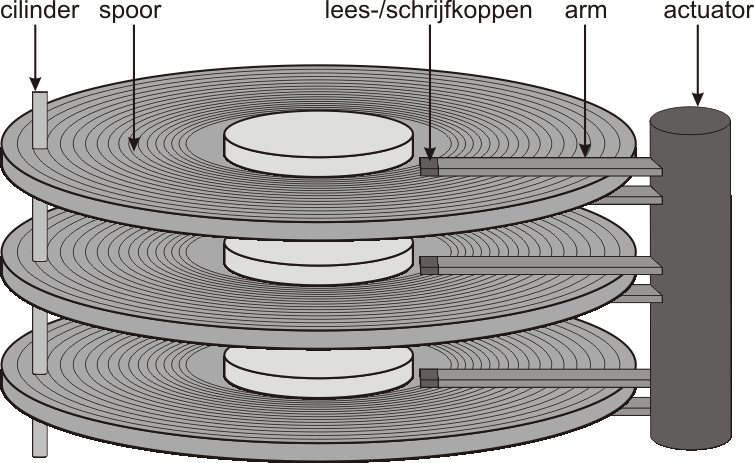 cilinder spoor lees-/schrijfkoppen arm actuator